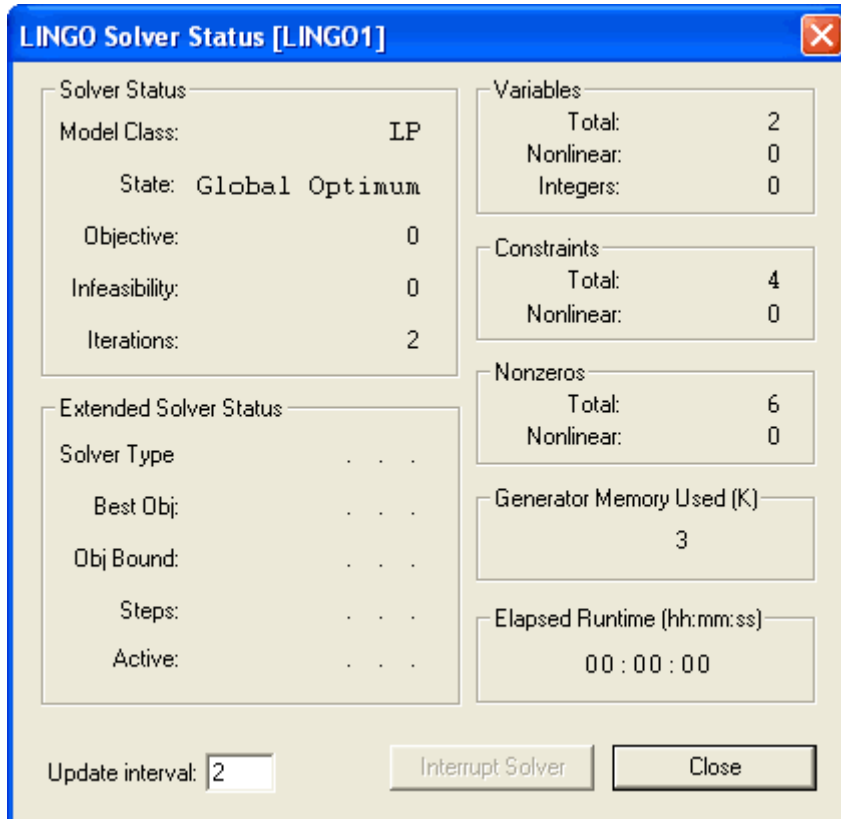 LINGO Solver Status [LINGO1]
Solver Status
Model Class: LP
State: Global Optimum
Objective: 0
Infeasibility: 0
Iterations: 2
Extended Solver Status
Solver Type . . .
Best Obj: . . .
Obj Bound: . . .
Steps: . . .
Active: . . .
Variables
Total: 2
Nonlinear: 0
Integers: 0
Constraints
Total: 4
Nonlinear: 0
Nonzeros
Total: 6
Nonlinear: 0
Generator Memory Used (K)
3
Elapsed Runtime (hh:mm:ss)
00:00:00
Update interval: 2
Interrupt Solver
Close